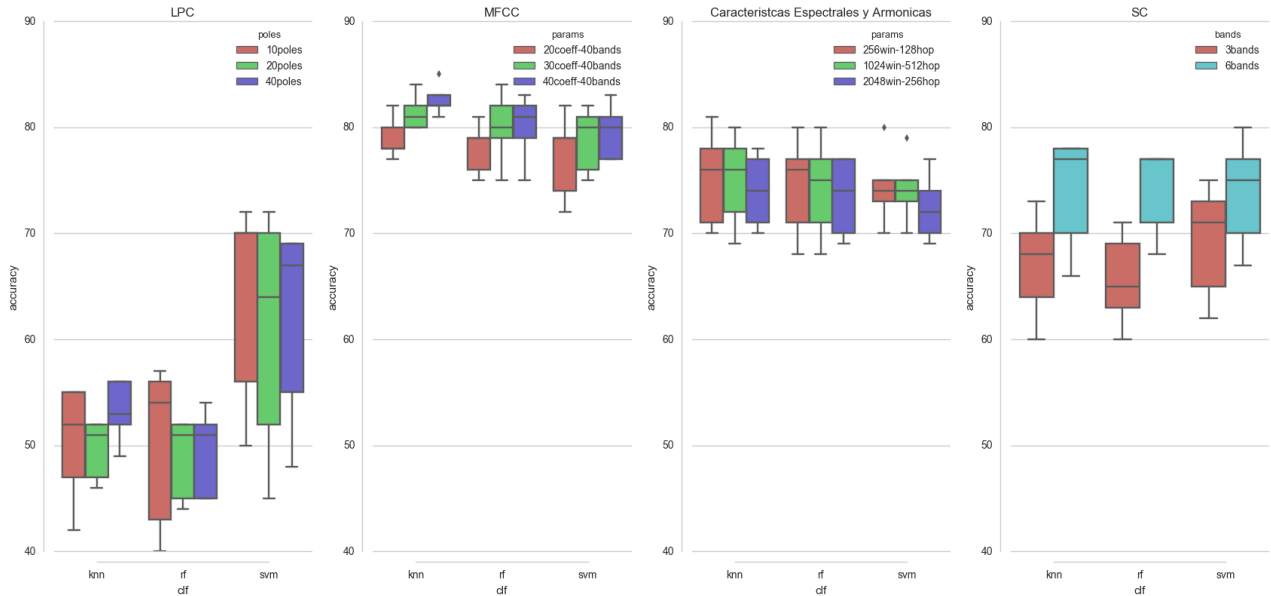 LPC
poles
10poles
20poles
40poles
90
80
70
60
50
40
accuracy
knn rf svm
clf
MFCC
params
20coeff-40bands
30coeff-40bands
40coeff-40bands
90
80
70
60
50
40
accuracy
knn rf svm
clf
Caracteristcas Espectrales y Armonicas
params
256win-128hop
1024win-512hop
2048win-256hop
90
80
70
60
50
40
accuracy
knn rf svm
clf
SC
bands
3bands
6bands
90
80
70
60
50
40
accuracy
knn rf svm
clf